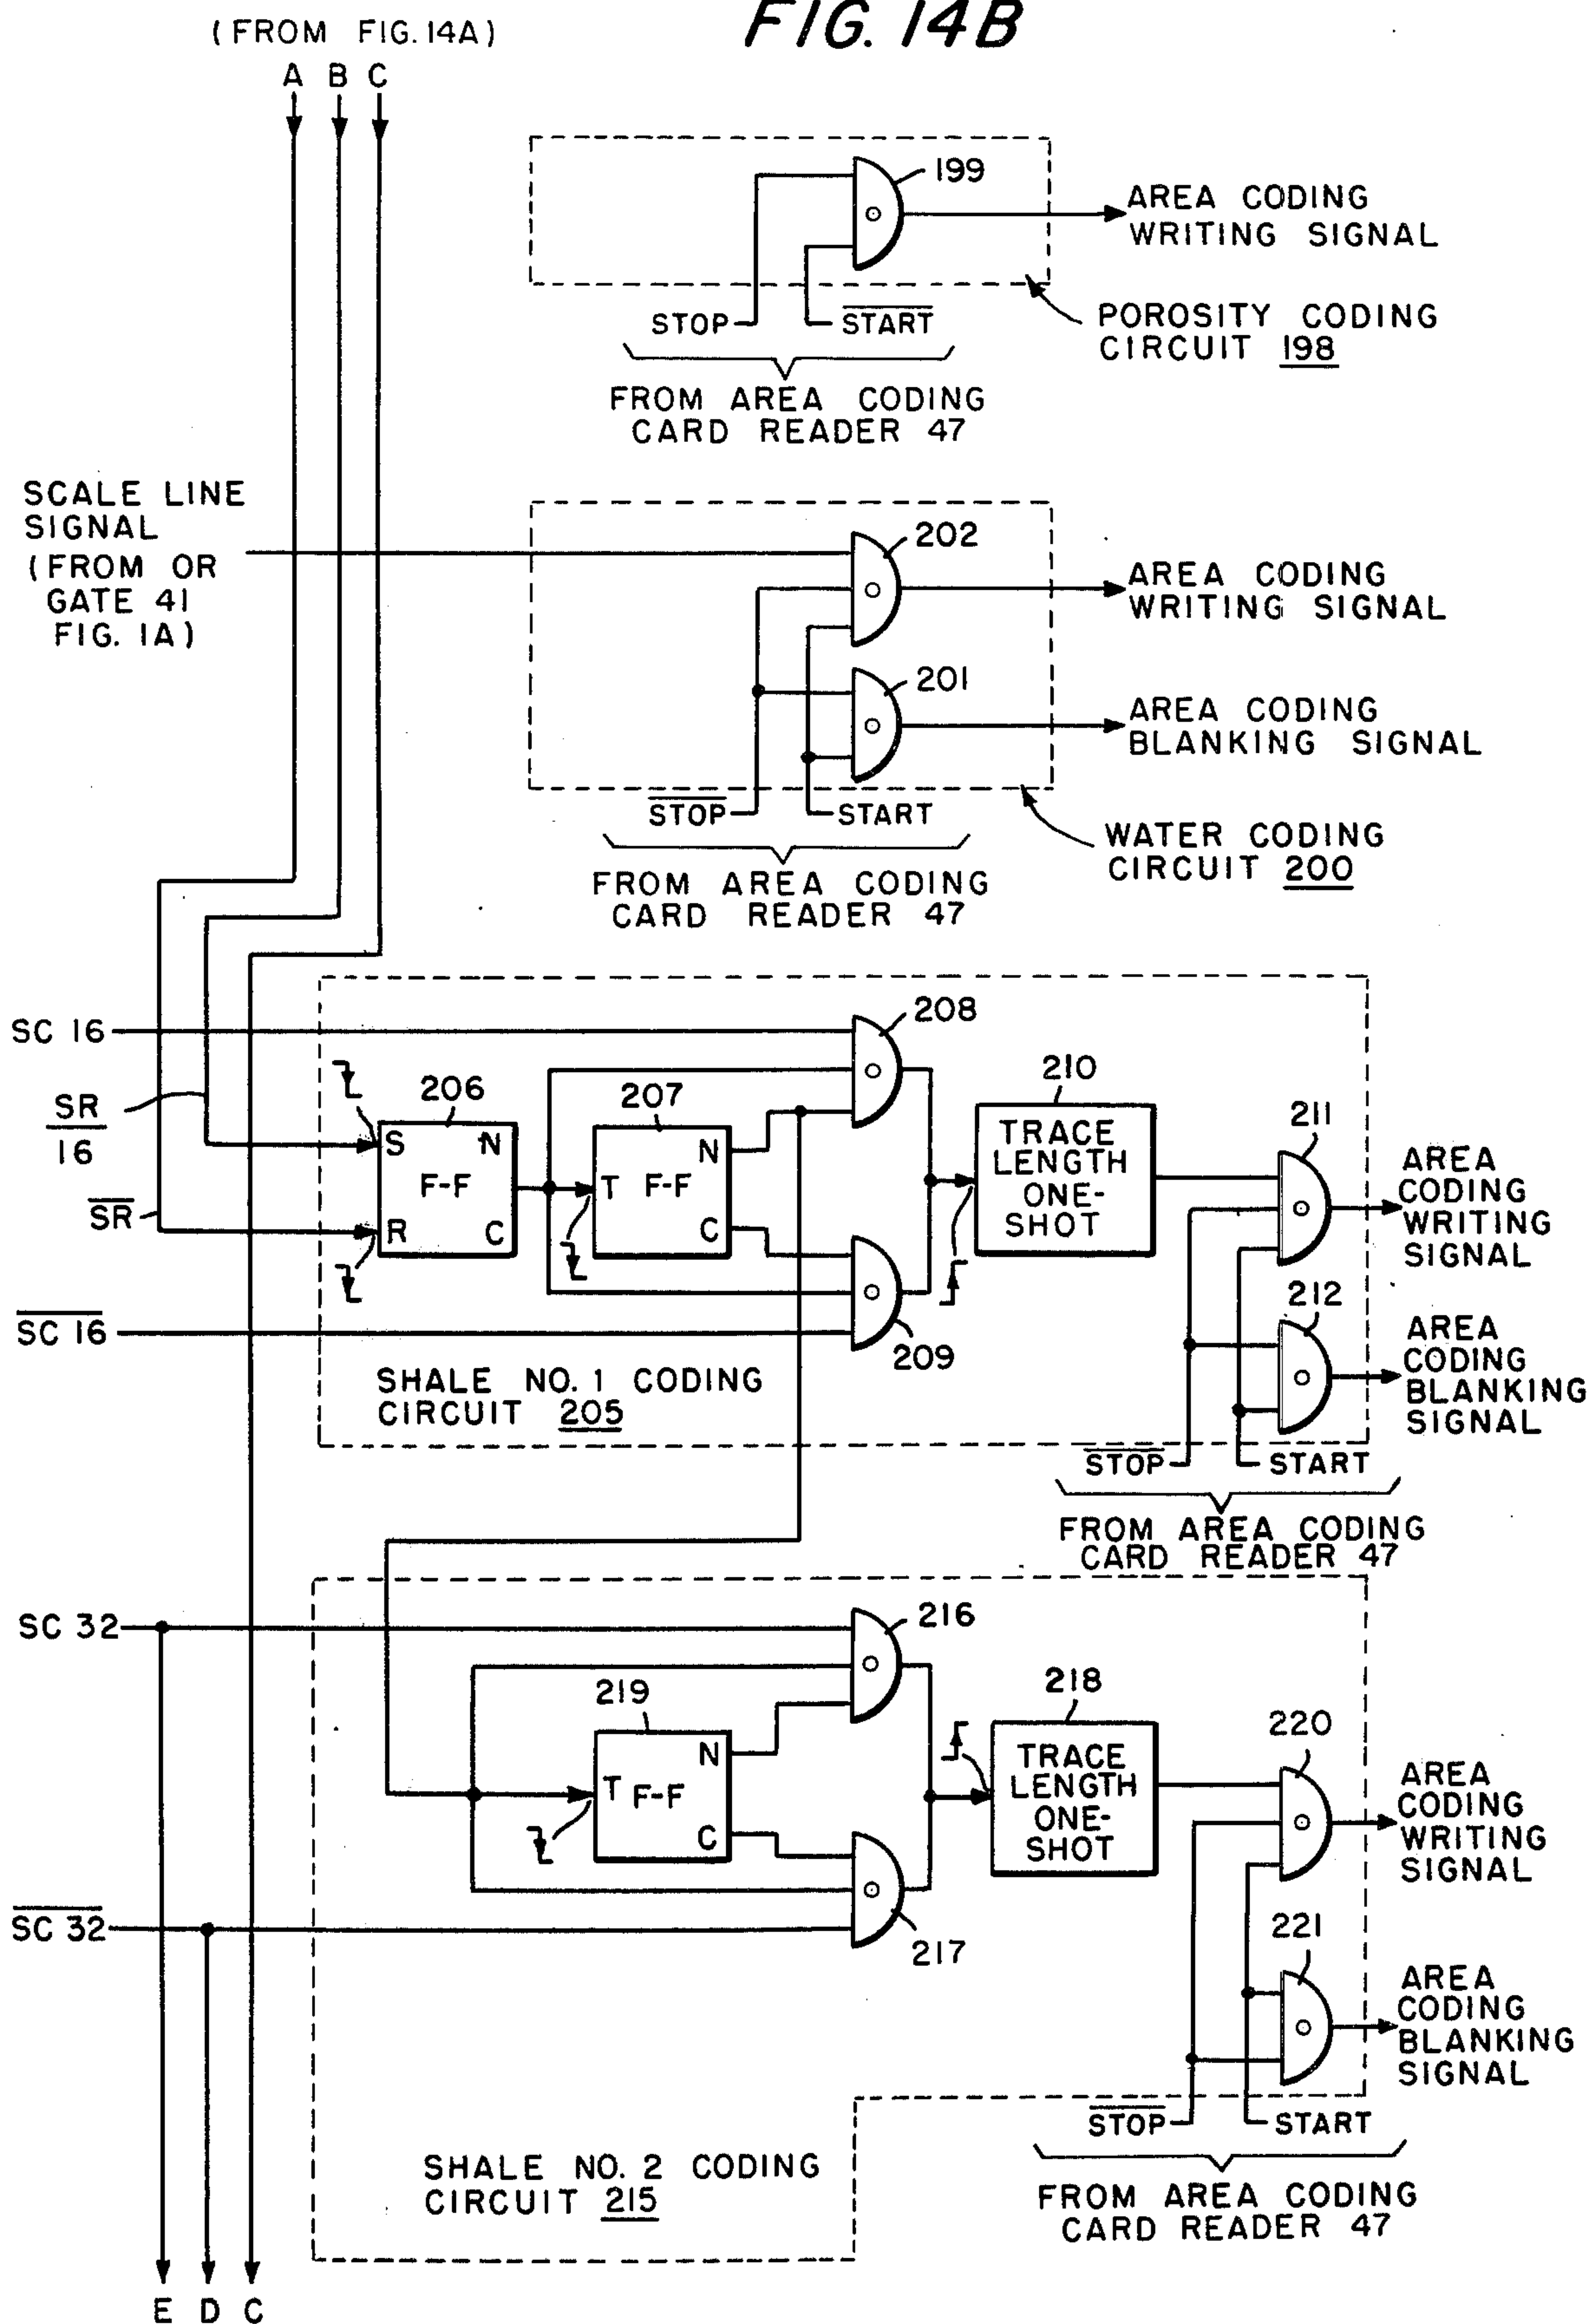 FIG. 14B
(FROM FIG. 14A)
A B C
199
AREA CODING
WRITING SIGNAL
STOP
START
POROSITY CODING
CIRCUIT 198
FROM AREA CODING
CARD READER 47
SCALE LINE
SIGNAL
(FROM OR
GATE 41
FIG. 1A)
202
AREA CODING
WRITING SIGNAL
201
AREA CODING
BLANKING SIGNAL
STOP
START
WATER CODING
CIRCUIT 200
FROM AREA CODING
CARD READER 47
SC 16
208
SR
16
SR
206
S N
F-F
R C
207
N
T F-F
C
210
TRACE
LENGTH
ONE-
SHOT
211
AREA
CODING
WRITING
SIGNAL
SC 16
209
212
AREA
CODING
BLANKING
SIGNAL
SHALE NO. 1 CODING
CIRCUIT 205
STOP
START
FROM AREA CODING
CARD READER 47
SC 32
216
219
N
T F-F
C
218
TRACE
LENGTH
ONE-
SHOT
220
AREA
CODING
WRITING
SIGNAL
SC 32
217
221
AREA
CODING
BLANKING
SIGNAL
STOP
START
SHALE NO. 2 CODING
CIRCUIT 215
FROM AREA CODING
CARD READER 47
E D C